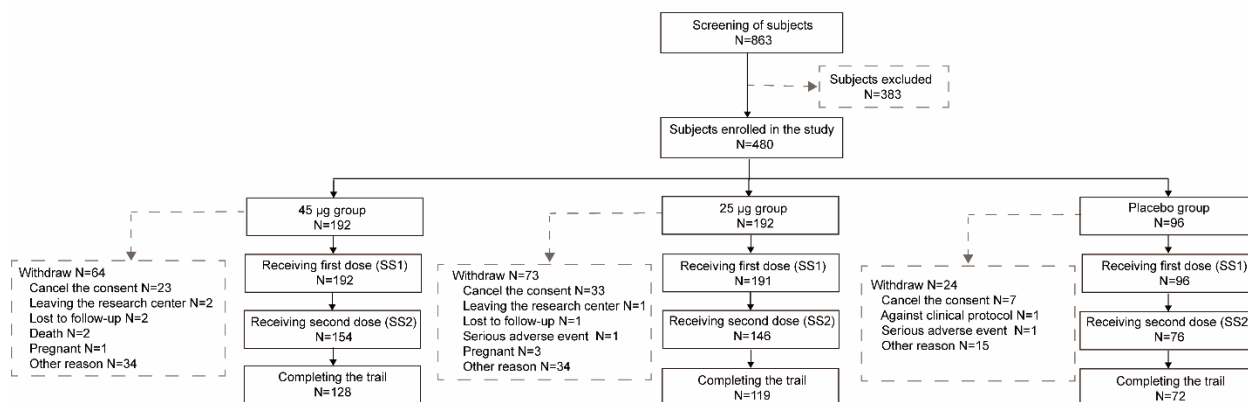 Screening of subjects
N=863
Subjects excluded
N=383
Subjects enrolled in the study
N=480
45 µg group
N=192
Withdraw N=64
Cancel the consent N=23
Leaving the research center N=2
Lost to follow-up N=2
Death N=2
Pregnant N=1
Other reason N=34
Receiving first dose (SS1)
N=192
Receiving second dose (SS2)
N=154
Completing the trail
N=128
25 µg group
N=192
Withdraw N=73
Cancel the consent N=33
Leaving the research center N=1
Lost to follow-up N=1
Serious adverse event N=1
Pregnant N=3
Other reason N=34
Receiving first dose (SS1)
N=191
Receiving second dose (SS2)
N=146
Completing the trail
N=119
Placebo group
N=96
Withdraw N=24
Cancel the consent N=7
Against clinical protocol N=1
Serious adverse event N=1
Other reason N=15
Receiving first dose (SS1)
N=96
Receiving second dose (SS2)
N=76
Completing the trail
N=72